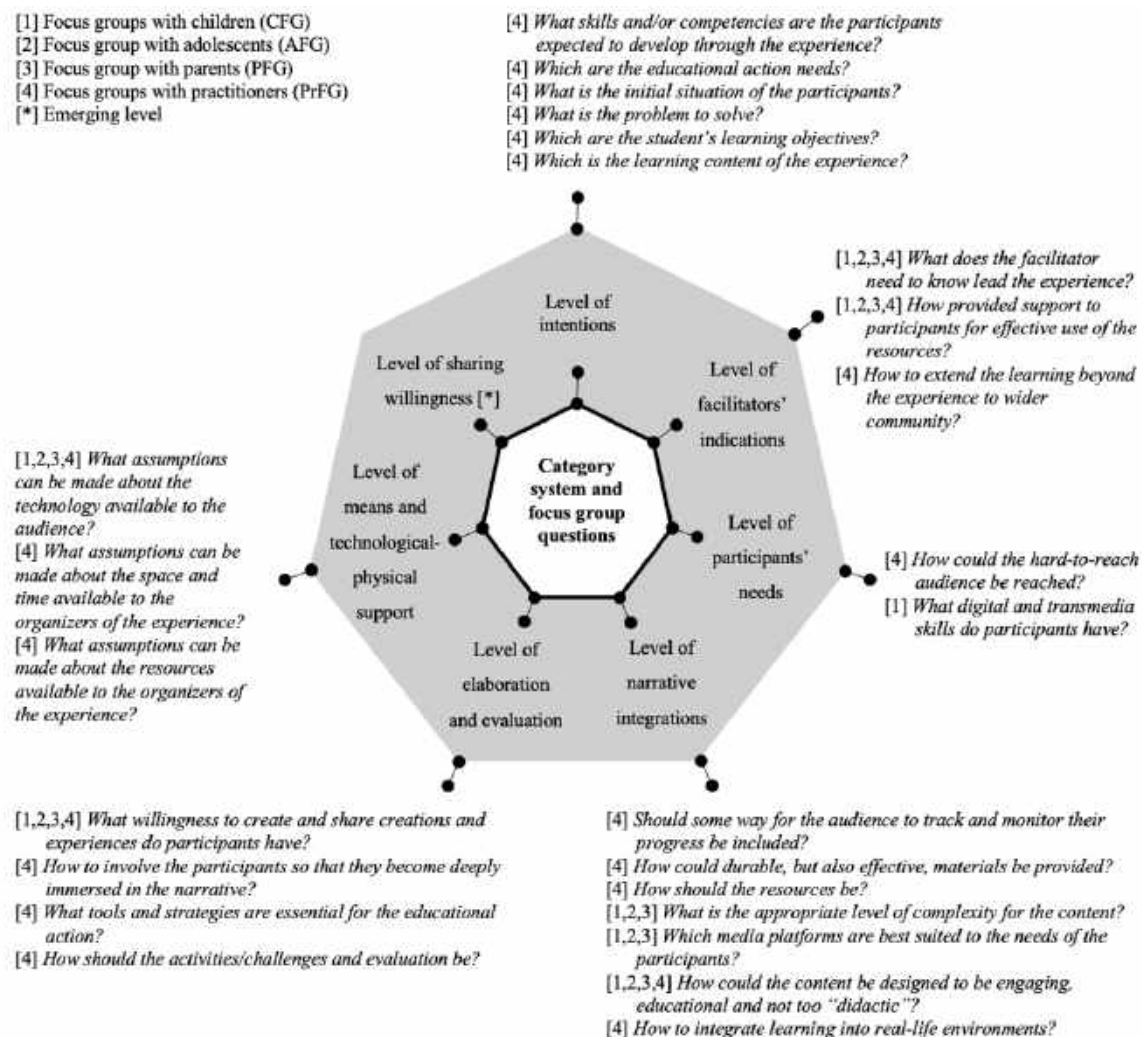 [1] Focus groups with children (CFG)
[2] Focus group with adolescents (AFG)
[3] Focus group with parents (PFG)
[4] Focus groups with practitioners (PrFG)
[*] Emerging level
[4] What skills and/or competencies are the participants
expected to develop through the experience?
[4] Which are the educational action needs?
[4] What is the initial situation of the participants?
[4] What is the problem to solve?
[4] Which are the student's learning objectives?
[4] Which is the learning content of the experience?
[1,2,3,4] What does the facilitator
need to know lead the experience?
[1,2,3,4] How provided support to
participants for effective use of the
resources?
[4] How to extend the learning beyond
the experience to wider
community?
Level of
intentions
Level of sharing
willingness [*]
Level of
facilitators'
indications
Level of
means and
technological-
physical
support
Category
system and
focus group
questions
Level of
participants'
needs
Level of
elaboration
and evaluation
Level of
narrative
integrations
[1,2,3,4] What assumptions
can be made about the
technology available to the
audience?
[4] What assumptions can be
made about the space and
time available to the
organizers of the experience?
[4] What assumptions can be
made about the resources
available to the organizers of
the experience?
[4] How could the hard-to-reach
audience be reached?
[1] What digital and transmedia
skills do participants have?
[1,2,3,4] What willingness to create and share creations and
experiences do participants have?
[4] How to involve the participants so that they become deeply
immersed in the narrative?
[4] What tools and strategies are essential for the educational
action?
[4] How should the activities/challenges and evaluation be?
[4] Should some way for the audience to track and monitor their
progress be included?
[4] How could durable, but also effective, materials be provided?
[4] How should the resources be?
[1,2,3] What is the appropriate level of complexity for the content?
[1,2,3] Which media platforms are best suited to the needs of the
participants?
[1,2,3,4] How could the content be designed to be engaging,
educational and not too "didactic"?
[4] How to integrate learning into real-life environments?